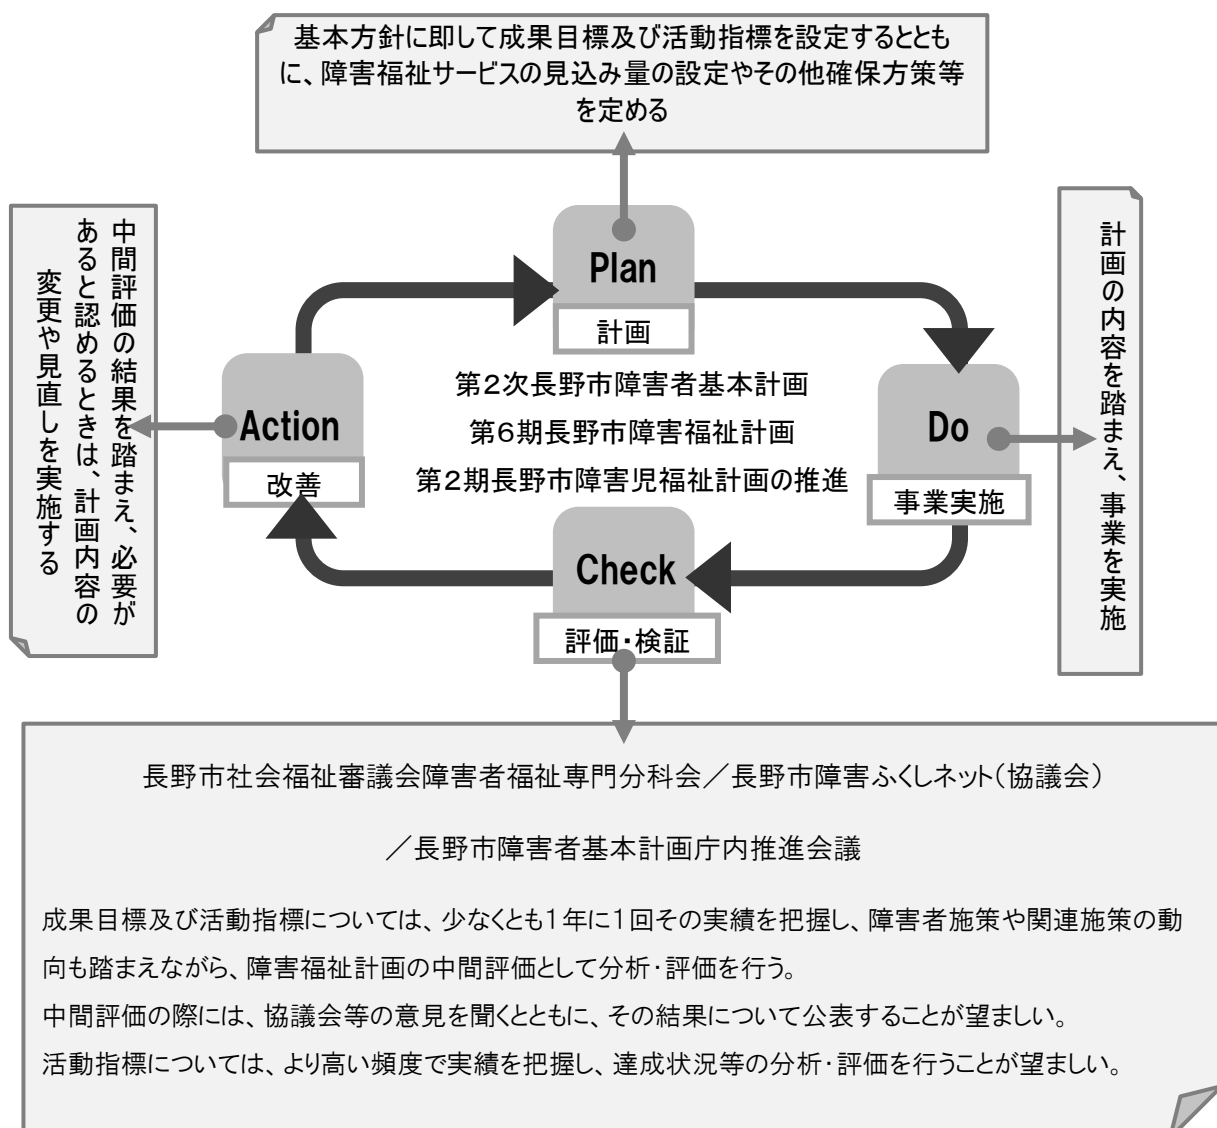 基本方針に即して成果目標及び活動指標を設定するととも
に、障害福祉サービスの見込み量の設定やその他確保方策等
を定める
Plan
計画
中間評価の結果を踏まえ、必要が
あると認めるときは、計画内容の
変更や見直しを実施する
Action
改善
第2次長野市障害者基本計画
第6期長野市障害福祉計画
第2期長野市障害児福祉計画の推進
Do
事業実施
計画の内容を踏まえ、事業を実施
Check
評価・検証
長野市社会福祉審議会障害者福祉専門分科会／長野市障害ふくしネット（協議会）
／長野市障害者基本計画庁内推進会議
成果目標及び活動指標については、少なくとも1年に1回その実績を把握し、障害者施策や関連施策の動
向も踏まえながら、障害福祉計画の中間評価として分析・評価を行う。
中間評価の際には、協議会等の意見を聞くとともに、その結果について公表することが望ましい。
活動指標については、より高い頻度で実績を把握し、達成状況等の分析・評価を行うことが望ましい。